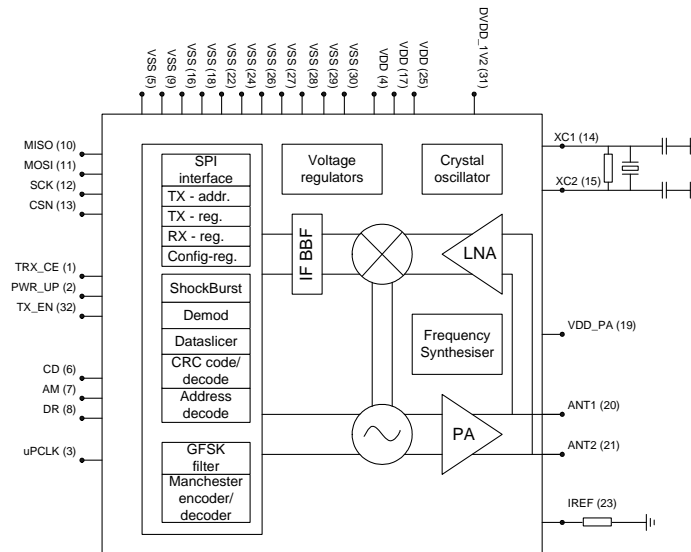 VSS (5)
VSS (9)
VSS (16)
VSS (18)
VSS (22)
VSS (24)
VSS (26)
VSS (27)
VSS (28)
VSS (29)
VSS (30)
VDD (4)
VDD (17)
VDD (25)
DVDD_1V2 (31)
MISO (10)
MOSI (11)
SCK (12)
CSN (13)
TRX_CE (1)
PWR_UP (2)
TX_EN (32)
CD (6)
AM (7)
DR (8)
uPCLK (3)
SPI
interface
TX - addr.
TX - reg.
RX - reg.
Config-reg.
ShockBurst
Demod
Dataslicer
CRC code/
decode
Address
decode
GFSK
filter
Manchester
encoder/
decoder
Voltage
regulators
Crystal
oscillator
IF BBF
LNA
Frequency
Synthesiser
PA
XC1 (14)
XC2 (15)
VDD_PA (19)
ANT1 (20)
ANT2 (21)
IREF (23)